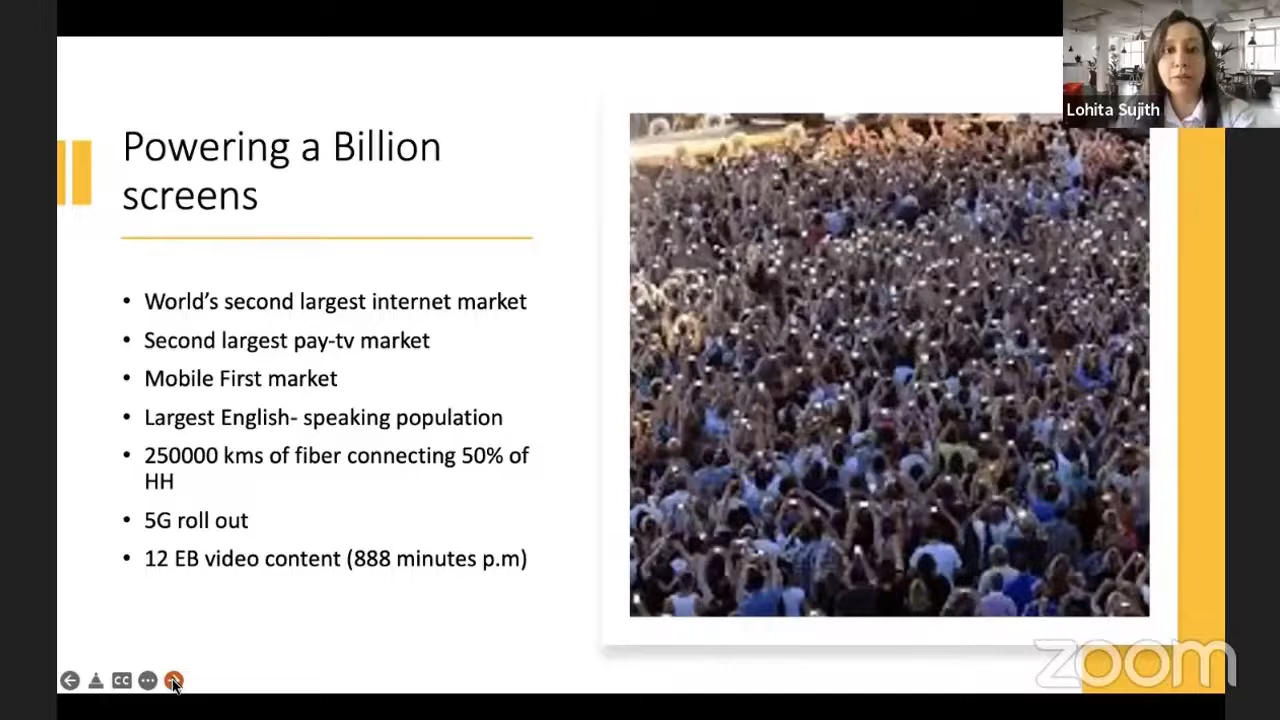 Lohita Sujith
Powering a Billion
screens
• World's second largest internet market
• Second largest pay-tv market
• Mobile First market
• Largest English- speaking population
• 250000 kms of fiber connecting 50% of
HH
• 5G roll out
• 12 EB video content (888 minutes p.m)
CC
zoom